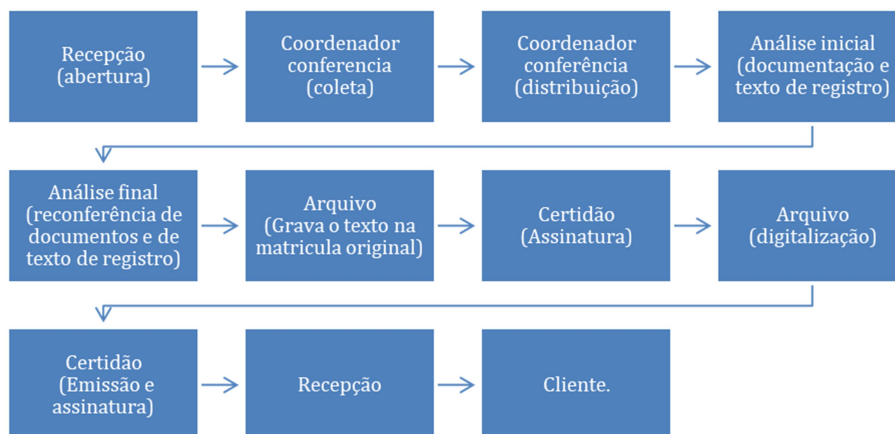 Recepção
(abertura)
Coordenador
conferencia
(coleta)
Coordenador
conferência
(distribuição)
Análise inicial
(documentação e
texto de registro)
Análise final
(reconferência de
documentos e de
texto de registro)
Arquivo
(Grava o texto na
matricula original)
Certidão
(Assinatura)
Arquivo
(digitalização)
Certidão
(Emissão e
assinatura)
Recepção
Cliente.